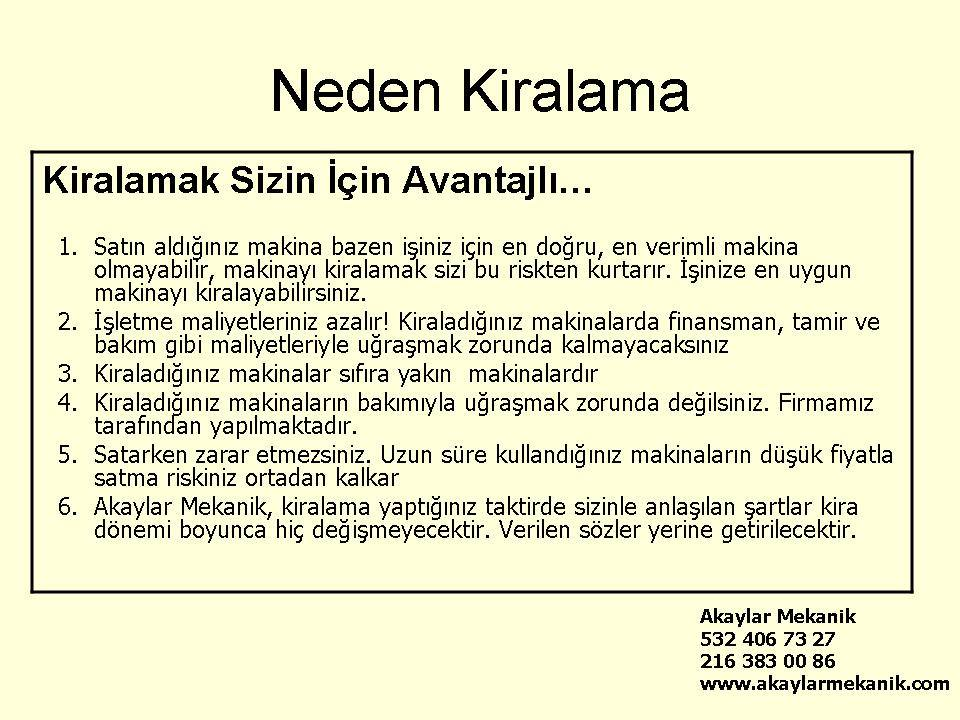 Neden Kiralama
Kiralamak Sizin İçin Avantajlı...
1. Satın aldığınız makina bazen işiniz için en doğru, en verimli makina
olmayabilir, makinayı kiralamak sizi bu riskten kurtarır. İşinize en uygun
makinayı kiralayabilirsiniz.
2. İşletme maliyetleriniz azalır! Kiraladığınız makinalarda finansman, tamir ve
bakım gibi maliyetleriyle uğraşmak zorunda kalmayacaksınız
3. Kiraladığınız makinalar sıfıra yakın  makinalardır
4. Kiraladığınız makinaların bakımıyla uğraşmak zorunda değilsiniz. Firmamız
tarafından yapılmaktadır.
5. Satarken zarar etmezsiniz. Uzun süre kullandığınız makinaların düşük fiyatla
satma riskiniz ortadan kalkar
6. Akaylar Mekanik, kiralama yaptığınız taktirde sizinle anlaşılan şartlar kira
dönemi boyunca hiç değişmeyecektir. Verilen sözler yerine getirilecektir.
Akaylar Mekanik
532 406 73 27
216 383 00 86
www.akaylarmekanik.com